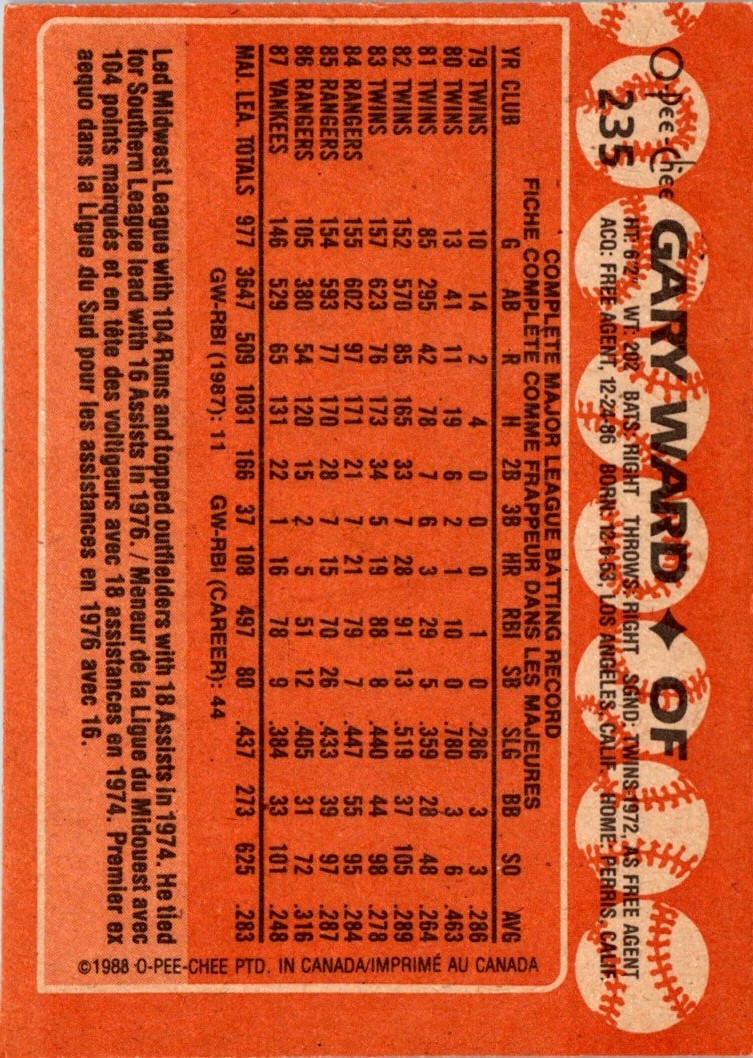 O-Pee-Chee
235
GARY WARD ✦ OF
HT: 6'2" WT: 202 BATS: RIGHT THROWS: RIGHT SGND: TWINS-1972, AS FREE AGENT
ACQ: FREE AGENT, 12-24-86 BORN: 12-6-53, LOS ANGELES, CALIF. HOME: PERRIS, CALIF.
COMPLETE MAJOR LEAGUE BATTING RECORD
FICHE COMPLÈTE COMME FRAPPEUR DANS LES MAJEURES
YR CLUB G AB R H 2B 3B HR RBI SB SLG BB SO AVG
79 TWINS 10 14 2 4 0 0 0 1 0 .286 3 3 .286
80 TWINS 13 41 11 19 6 2 1 10 0 .780 3 6 .463
81 TWINS 85 295 42 78 7 6 3 29 5 .359 28 48 .264
82 TWINS 152 570 85 165 33 7 28 91 13 .519 37 105 .289
83 TWINS 157 623 76 173 34 5 19 88 8 .440 44 98 .278
84 RANGERS 155 602 97 171 21 7 21 79 7 .447 55 95 .284
85 RANGERS 154 593 77 170 28 7 15 70 26 .433 39 97 .287
86 RANGERS 105 380 54 120 15 2 5 51 12 .405 31 72 .316
87 YANKEES 146 529 65 131 22 1 16 78 9 .384 33 101 .248
MAJ. LEA. TOTALS 977 3647 509 1031 166 37 108 497 80 .437 273 625 .283
GW-RBI (1987): 11 GW-RBI (CAREER): 44
Led Midwest League with 104 Runs and topped outfielders with 18 Assists in 1974. He tied
for Southern League lead with 16 Assists in 1976. / Meneur de la Ligue du Midouest avec
104 points marqués et en tête des voltigeurs avec 18 assistances en 1974. Premier ex
aequo dans la Ligue du Sud pour les assistances en 1976 avec 16.
©1988 O-PEE-CHEE PTD. IN CANADA/IMPRIMÉ AU CANADA